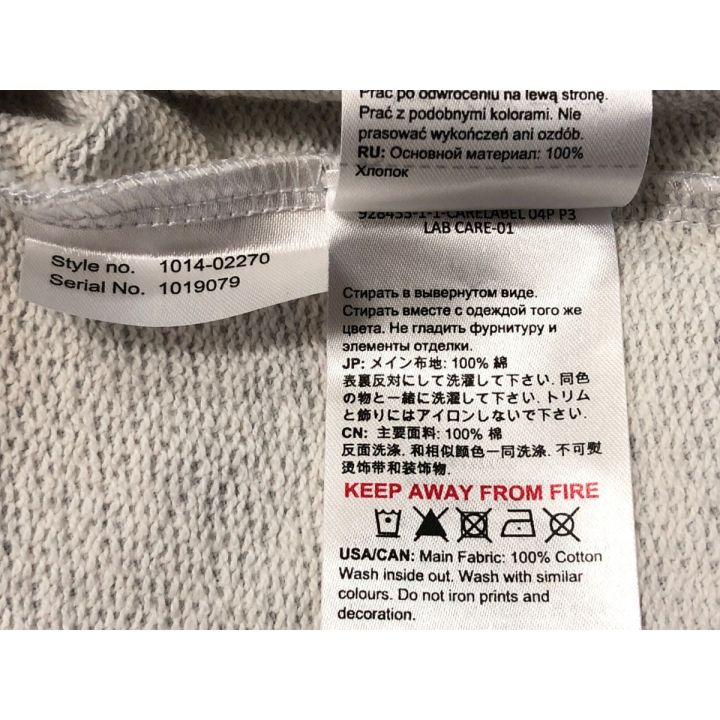 Prać po odwróceniu na lewą stronę.
Prać z podobnymi kolorami. Nie
prasować wykończeń ani ozdób.
RU: Основной материал: 100%
Хлопок
928455-1-1-CARELABEL 04P P3
LAB CARE-01
Style no. 1014-02270
Serial No. 1019079
Стирать в вывернутом виде.
Стирать вместе с одеждой того же
цвета. Не гладить фурнитуру и
элементы отделки.
JP: メイン布地: 100% 綿
表裏反対にして洗濯して下さい. 同色
の物と一緒に洗濯して下さい. トリム
と飾りにはアイロンしないで下さい.
CN: 主要面料: 100% 棉
反面洗涤. 和相似颜色一同洗涤. 不可熨
烫饰带和装饰物.
KEEP AWAY FROM FIRE
USA/CAN: Main Fabric: 100% Cotton
Wash inside out. Wash with similar
colours. Do not iron prints and
decoration.